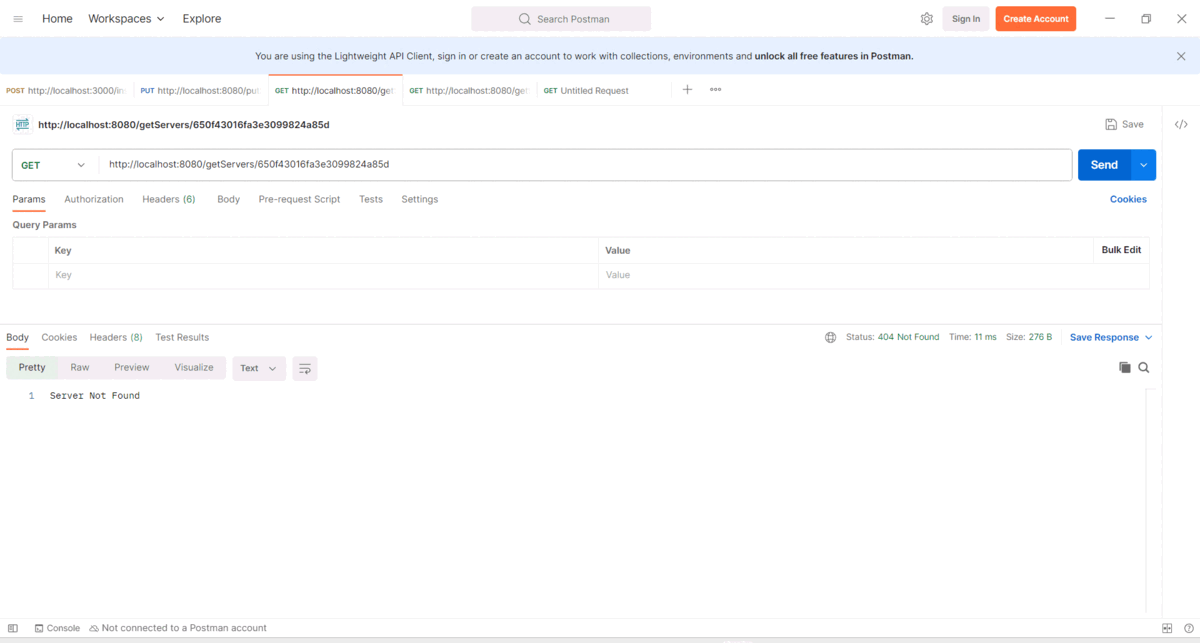 Home Workspaces Explore Search Postman Sign In Create Account
You are using the Lightweight API Client, sign in or create an account to work with collections, environments and unlock all free features in Postman.
POST http://localhost:3000/in PUT http://localhost:8080/put GET http://localhost:8080/get GET http://localhost:8080/get GET Untitled Request
HTTP http://localhost:8080/getServers/650f43016fa3e3099824a85d Save </>
GET http://localhost:8080/getServers/650f43016fa3e3099824a85d Send
Params Authorization Headers (6) Body Pre-request Script Tests Settings Cookies
Query Params
Key Value Bulk Edit
Key Value
Body Cookies Headers (8) Test Results Status: 404 Not Found Time: 11 ms Size: 276 B Save Response
Pretty Raw Preview Visualize Text
1 Server Not Found
Console Not connected to a Postman account